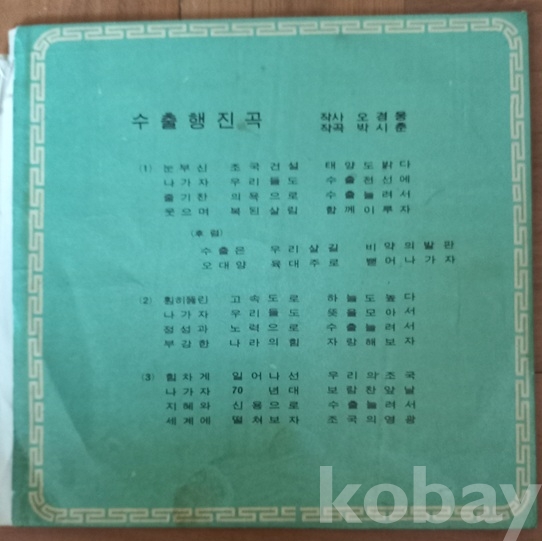 수출행진곡
작사 오경웅
작곡 박시춘
(1) 눈부신 조국건설 태양도밝다
나가자 우리들도 수출전선에
줄기찬 의욕으로 수출늘려서
웃으며 복된살림 함께이루자
(후렴)
수출은 우리살길 비약의발판
오대양 육대주로 뻗어나가자
(2) 훤히뚫린 고속도로 하늘도높다
나가자 우리들도 뜻을모아서
정성과 노력으로 수출늘려서
부강한 나라의힘 자랑해보자
(3) 힘차게 일어나선 우리의조국
나가자 70년대 보람찬앞날
지혜와 신용으로 수출늘려서
세계에 떨쳐보자 조국의영광
kobay